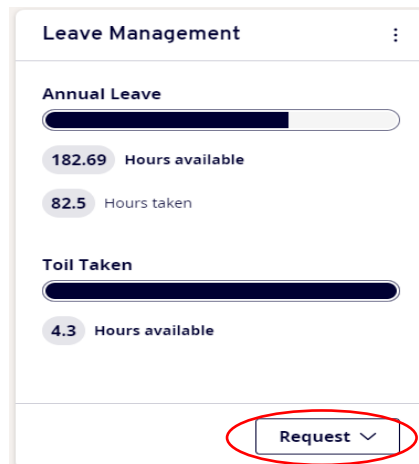 Leave Management
Annual Leave
182.69 Hours available
82.5 Hours taken
Toil Taken
4.3 Hours available
Request